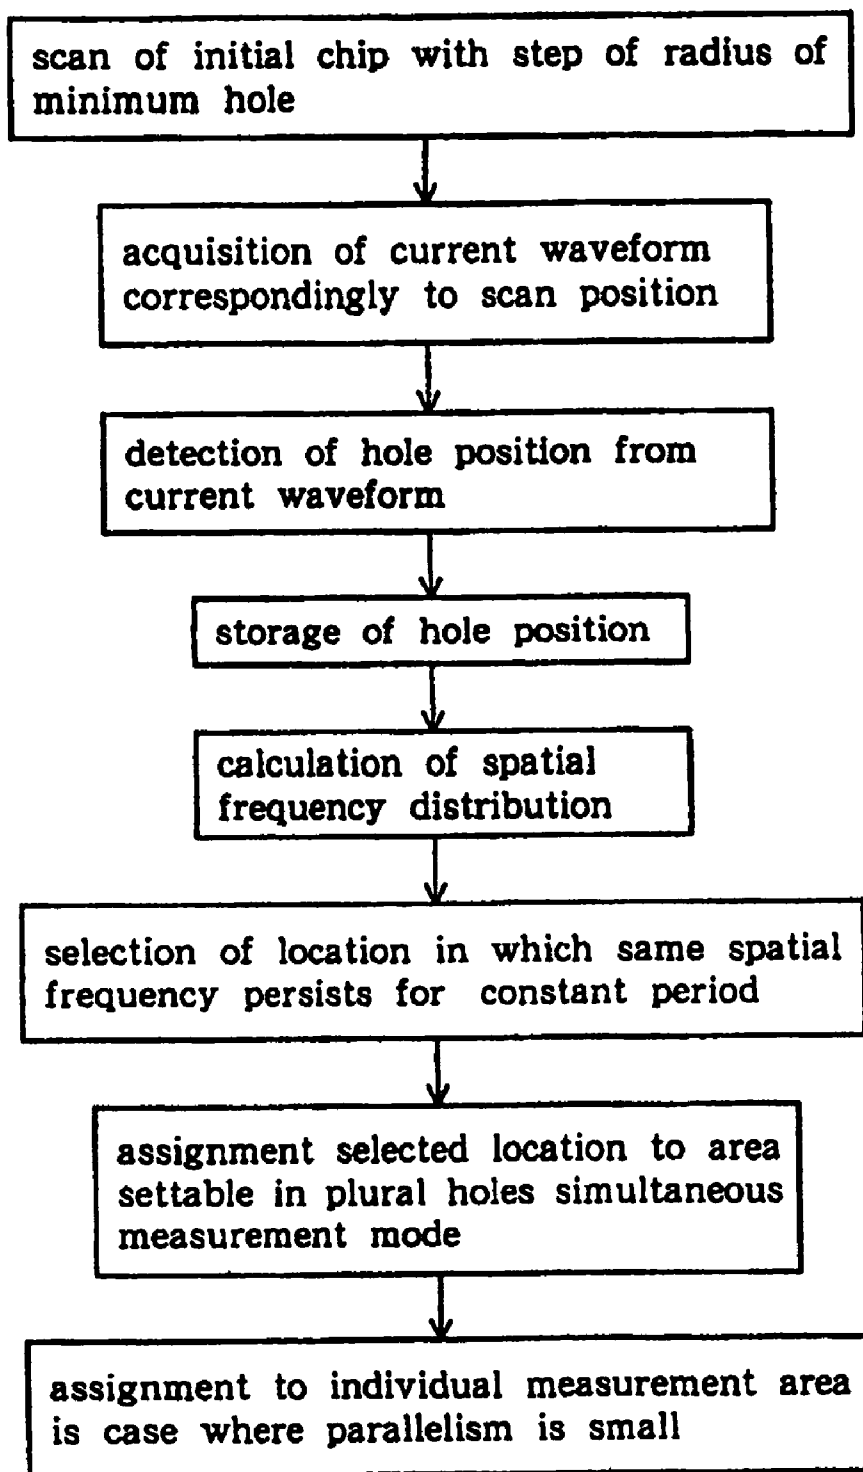 scan of initial chip with step of radius of
minimum hole
acquisition of current waveform
correspondingly to scan position
detection of hole position from
current waveform
storage of hole position
calculation of spatial
frequency distribution
selection of location in which same spatial
frequency persists for constant period
assignment selected location to area
settable in plural holes simultaneous
measurement mode
assignment to individual measurement area
is case where parallelism is small